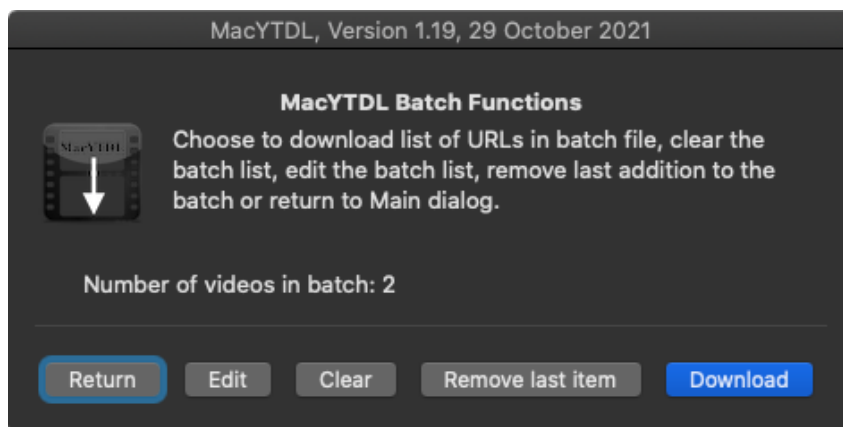 MacYTDL, Version 1.19, 29 October 2021
MacYTDL Batch Functions
MacYTDL
Choose to download list of URLs in batch file, clear the
batch list, edit the batch list, remove last addition to the
batch or return to Main dialog.
Number of videos in batch: 2
Return Edit Clear Remove last item Download